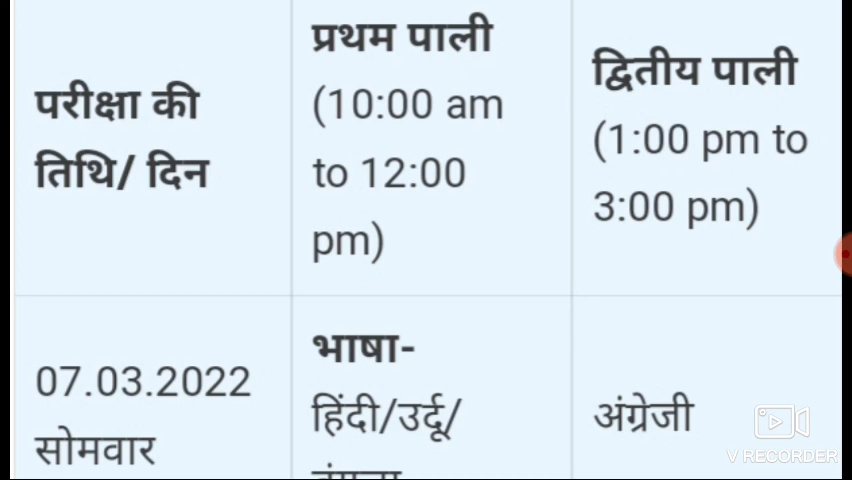 परीक्षा की
तिथि/ दिन
प्रथम पाली
(10:00 am
to 12:00
pm)
द्वितीय पाली
(1:00 pm to
3:00 pm)
07.03.2022
सोमवार
भाषा-
हिंदी/उर्दू/
अंग्रेजी
V RECORDER